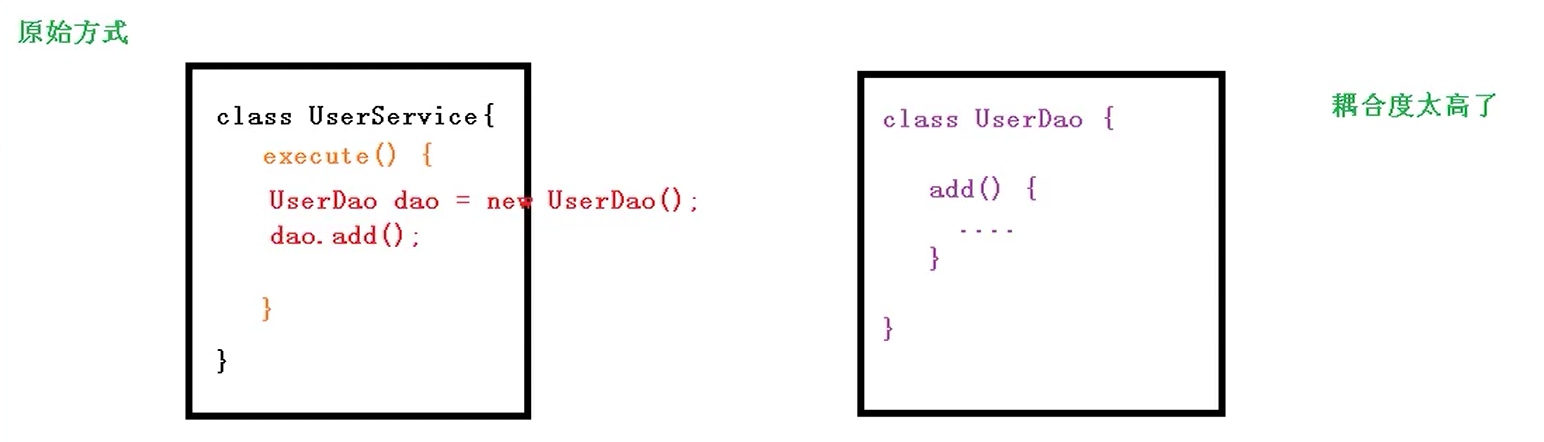 原始方式
class UserService{
execute() {
UserDao dao = new UserDao();
dao.add();
}
}
class UserDao {
add() {
....
}
}
耦合度太高了